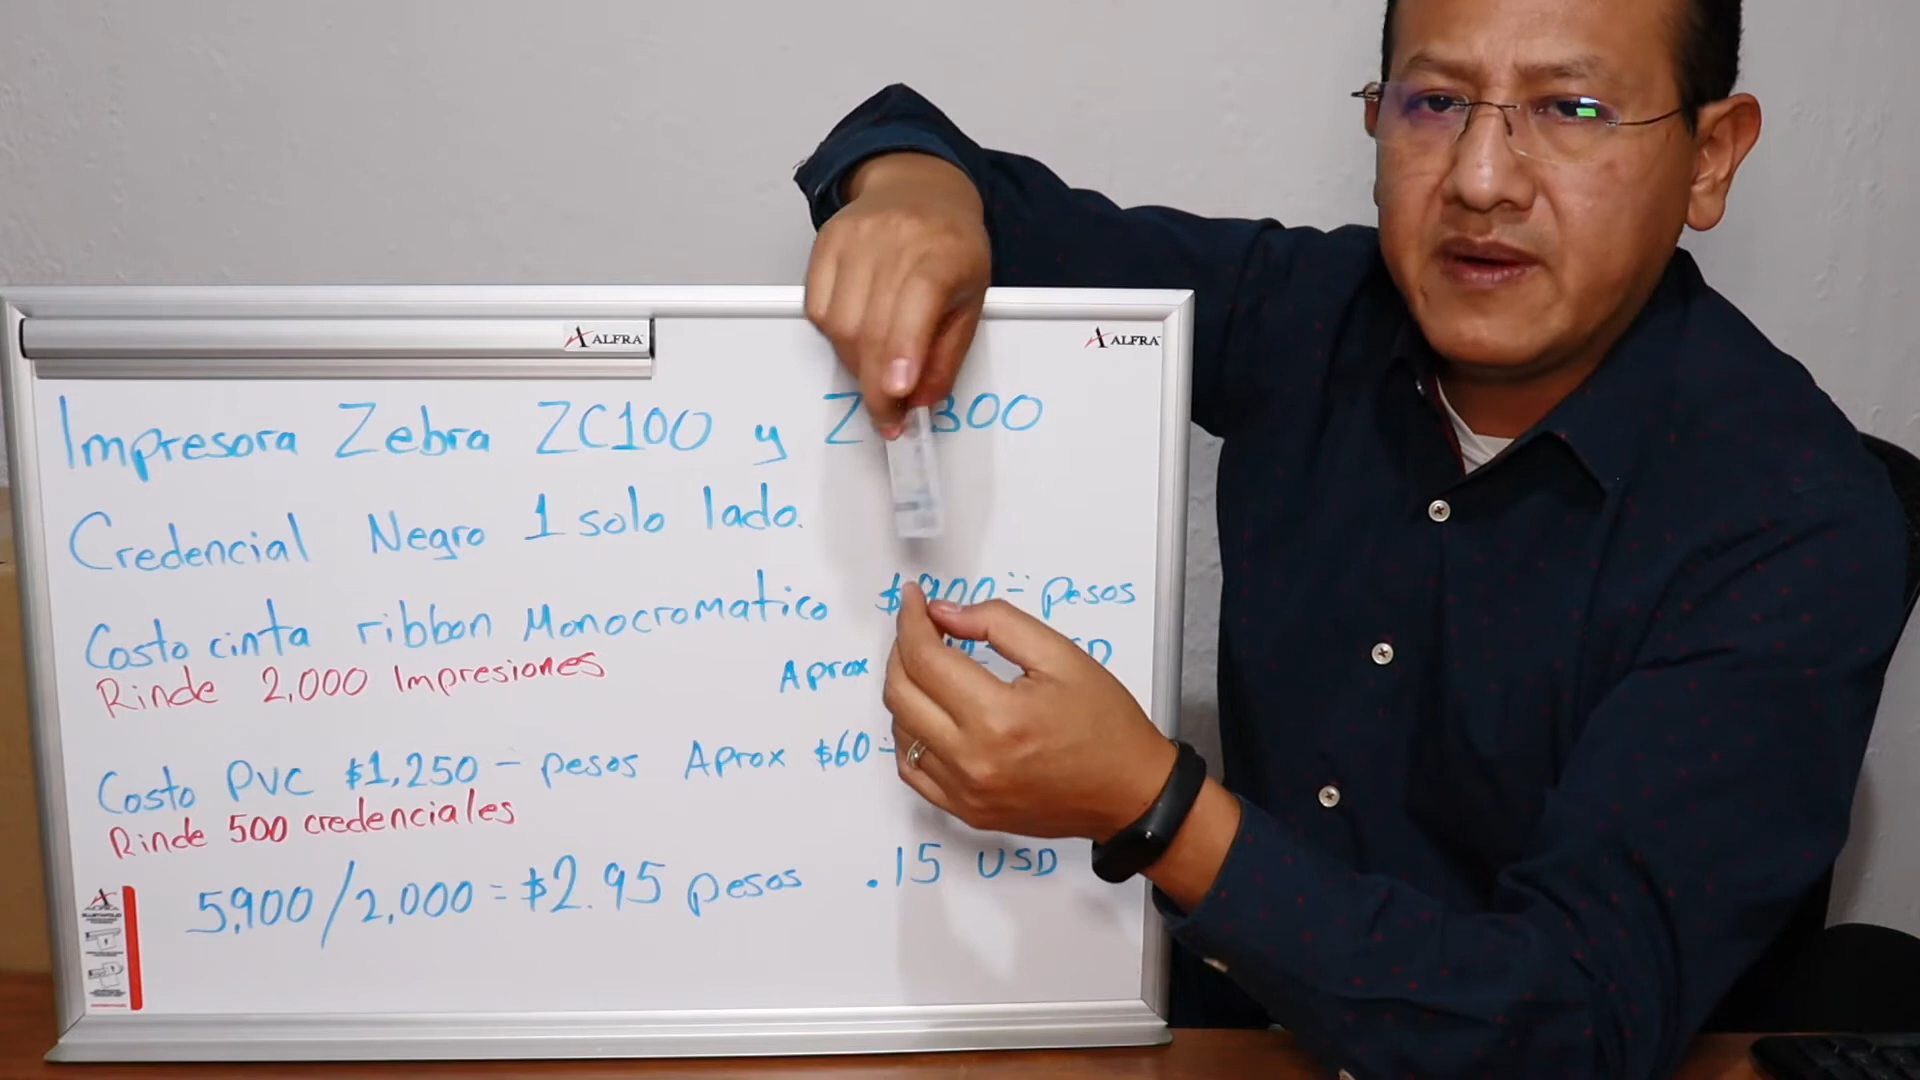 ALFRA
ALFRA
Impresora Zebra ZC100 y Z 300
Credencial Negro 1 solo lado.
Costo cinta ribbon Monocromatico $900 pesos
Rinde 2,000 Impresiones
Aprox
Costo PVC $1,250 - pesos Aprox $60
Rinde 500 credenciales
5,900/2,000 = $2.95 pesos .15 USD
ALFRA